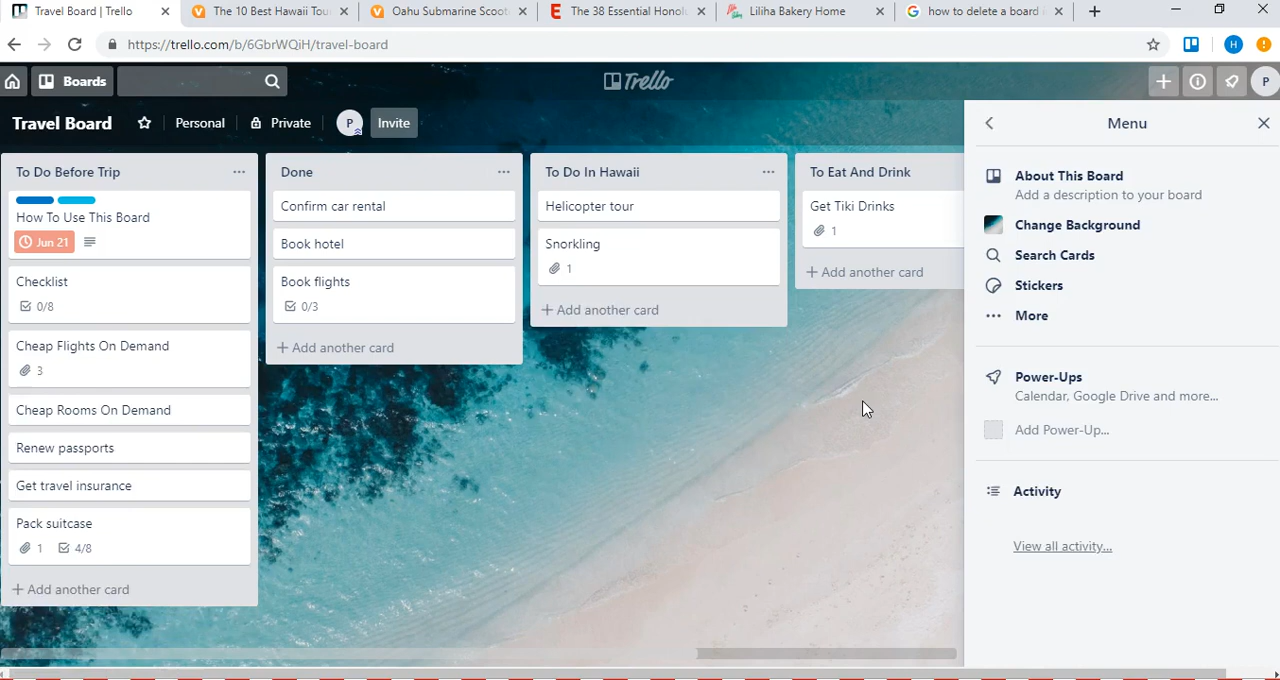 Travel Board | Trello
The 10 Best Hawaii Tou
Oahu Submarine Scoot
The 38 Essential Honol
Liliha Bakery Home
how to delete a board i
https://trello.com/b/6GbrWQiH/travel-board
H
Boards
Trello
P
Travel Board
Personal
Private
P
Invite
Menu
To Do Before Trip
How To Use This Board
Jun 21
Checklist
0/8
Cheap Flights On Demand
3
Cheap Rooms On Demand
Renew passports
Get travel insurance
Pack suitcase
1
4/8
+ Add another card
Done
Confirm car rental
Book hotel
Book flights
0/3
+ Add another card
To Do In Hawaii
Helicopter tour
Snorkling
1
+ Add another card
To Eat And Drink
Get Tiki Drinks
1
+ Add another card
About This Board
Add a description to your board
Change Background
Search Cards
Stickers
More
Power-Ups
Calendar, Google Drive and more...
Add Power-Up...
Activity
View all activity...